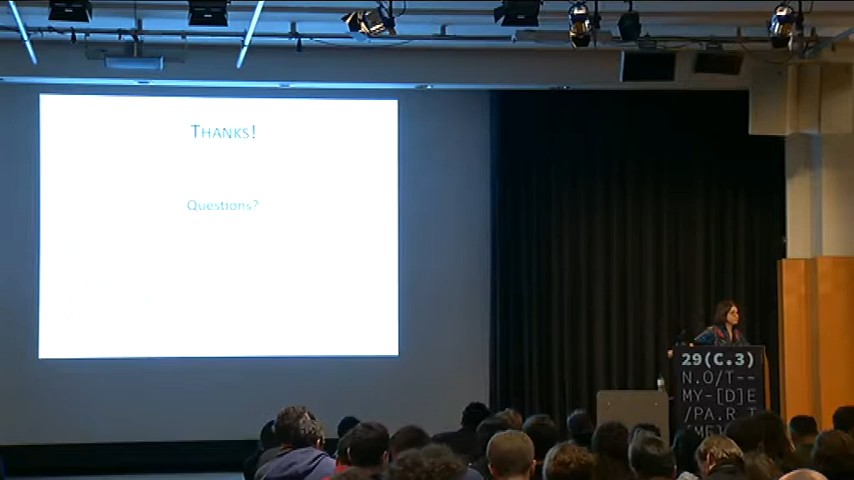 THANKS!
Questions?
29(C.3)
N.O/T--
MY-[D]E
/PA.R.T